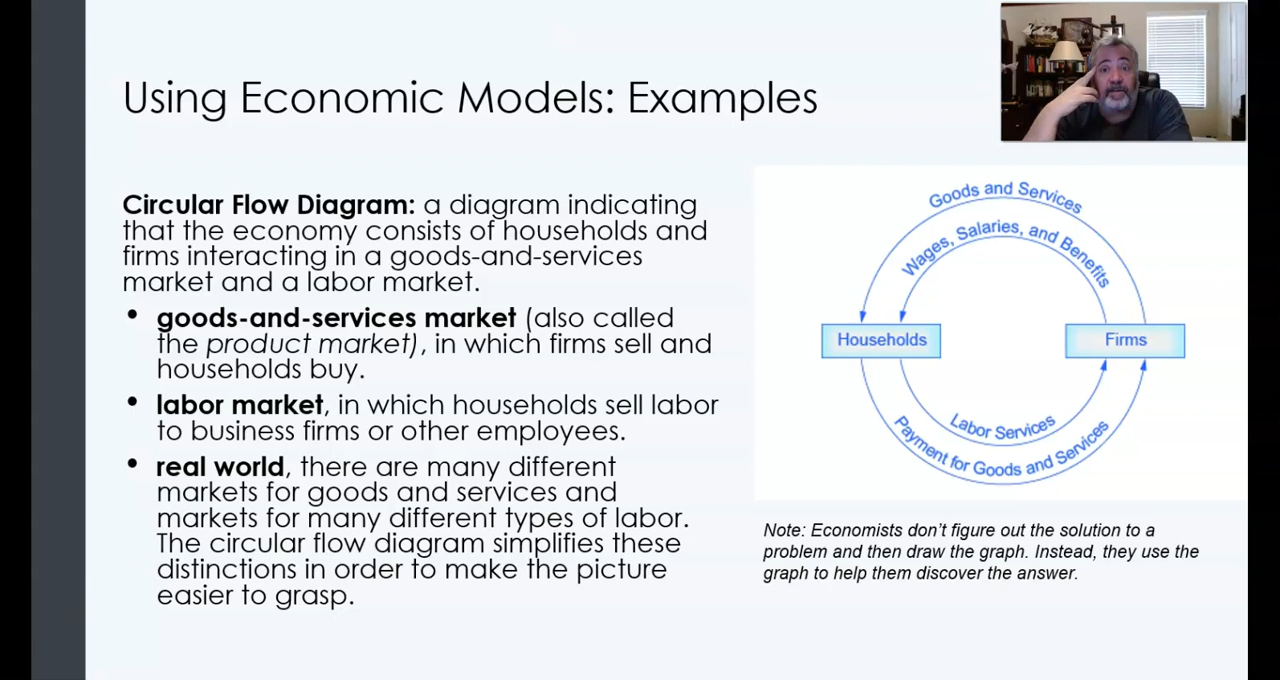 Using Economic Models: Examples
Circular Flow Diagram: a diagram indicating
that the economy consists of households and
firms interacting in a goods-and-services
market and a labor market.
• goods-and-services market (also called
the product market), in which firms sell and
households buy.
• labor market, in which households sell labor
to business firms or other employees.
• real world, there are many different
markets for goods and services and
markets for many different types of labor.
The circular flow diagram simplifies these
distinctions in order to make the picture
easier to grasp.
Goods and Services
Wages, Salaries, and Benefits
Households
Firms
Labor Services
Payment for Goods and Services
Note: Economists don’t figure out the solution to a
problem and then draw the graph. Instead, they use the
graph to help them discover the answer.